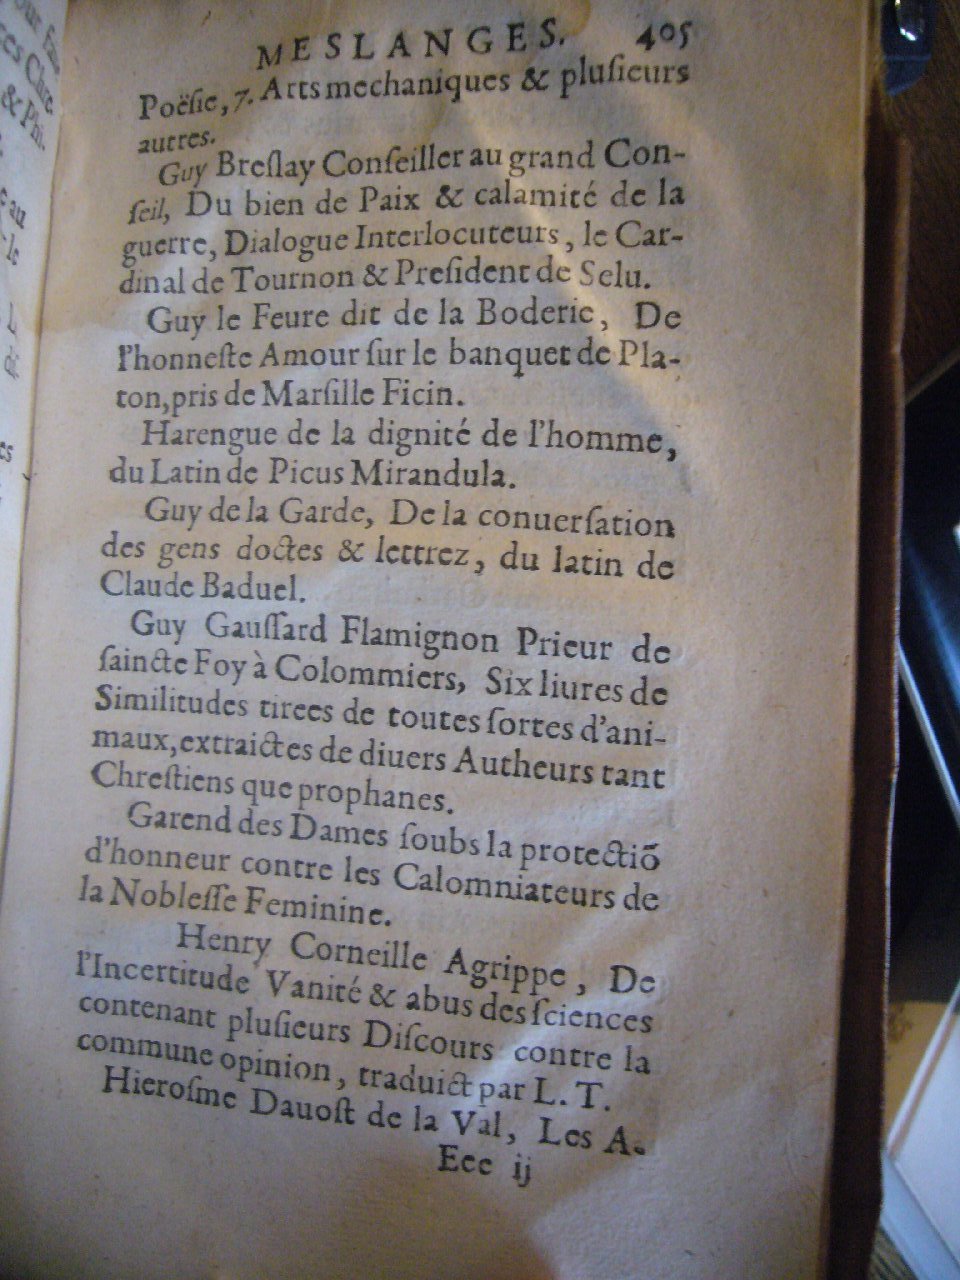 MESLANGES. 405
Poësie, 7. Arts mechaniques & pluſieurs
autres.
Guy Breſlay Conſeiller au grand Con-
ſeil, Du bien de Paix & calamité de la
guerre, Dialogue Interlocuteurs, le Car-
dinal de Tournon & Preſident de Selu.
Guy le Feure dit de la Boderie, De
l'honneſte Amour ſur le banquet de Pla-
ton, pris de Marſille Ficin.
Harengue de la dignité de l'homme,
du Latin de Picus Mirandula.
Guy de la Garde, De la conuerſation
des gens doctes & lettrez, du latin de
Claude Baduel.
Guy Gauſſard Flamignon Prieur de
ſaincte Foy à Colommiers, Six liures de
Similitudes tirees de toutes ſortes d'ani-
maux, extraictes de diuers Autheurs tant
Chreſtiens que prophanes.
Garend des Dames ſoubs la protectiõ
d'honneur contre les Calomniateurs de
la Nobleſſe Feminine.
Henry Corneille Agrippe, De
l'Incertitude Vanité & abus des ſciences
contenant pluſieurs Diſcours contre la
commune opinion, traduict par L. T.
Hieroſme Dauoſt de la Val, Les A.
Eee ij